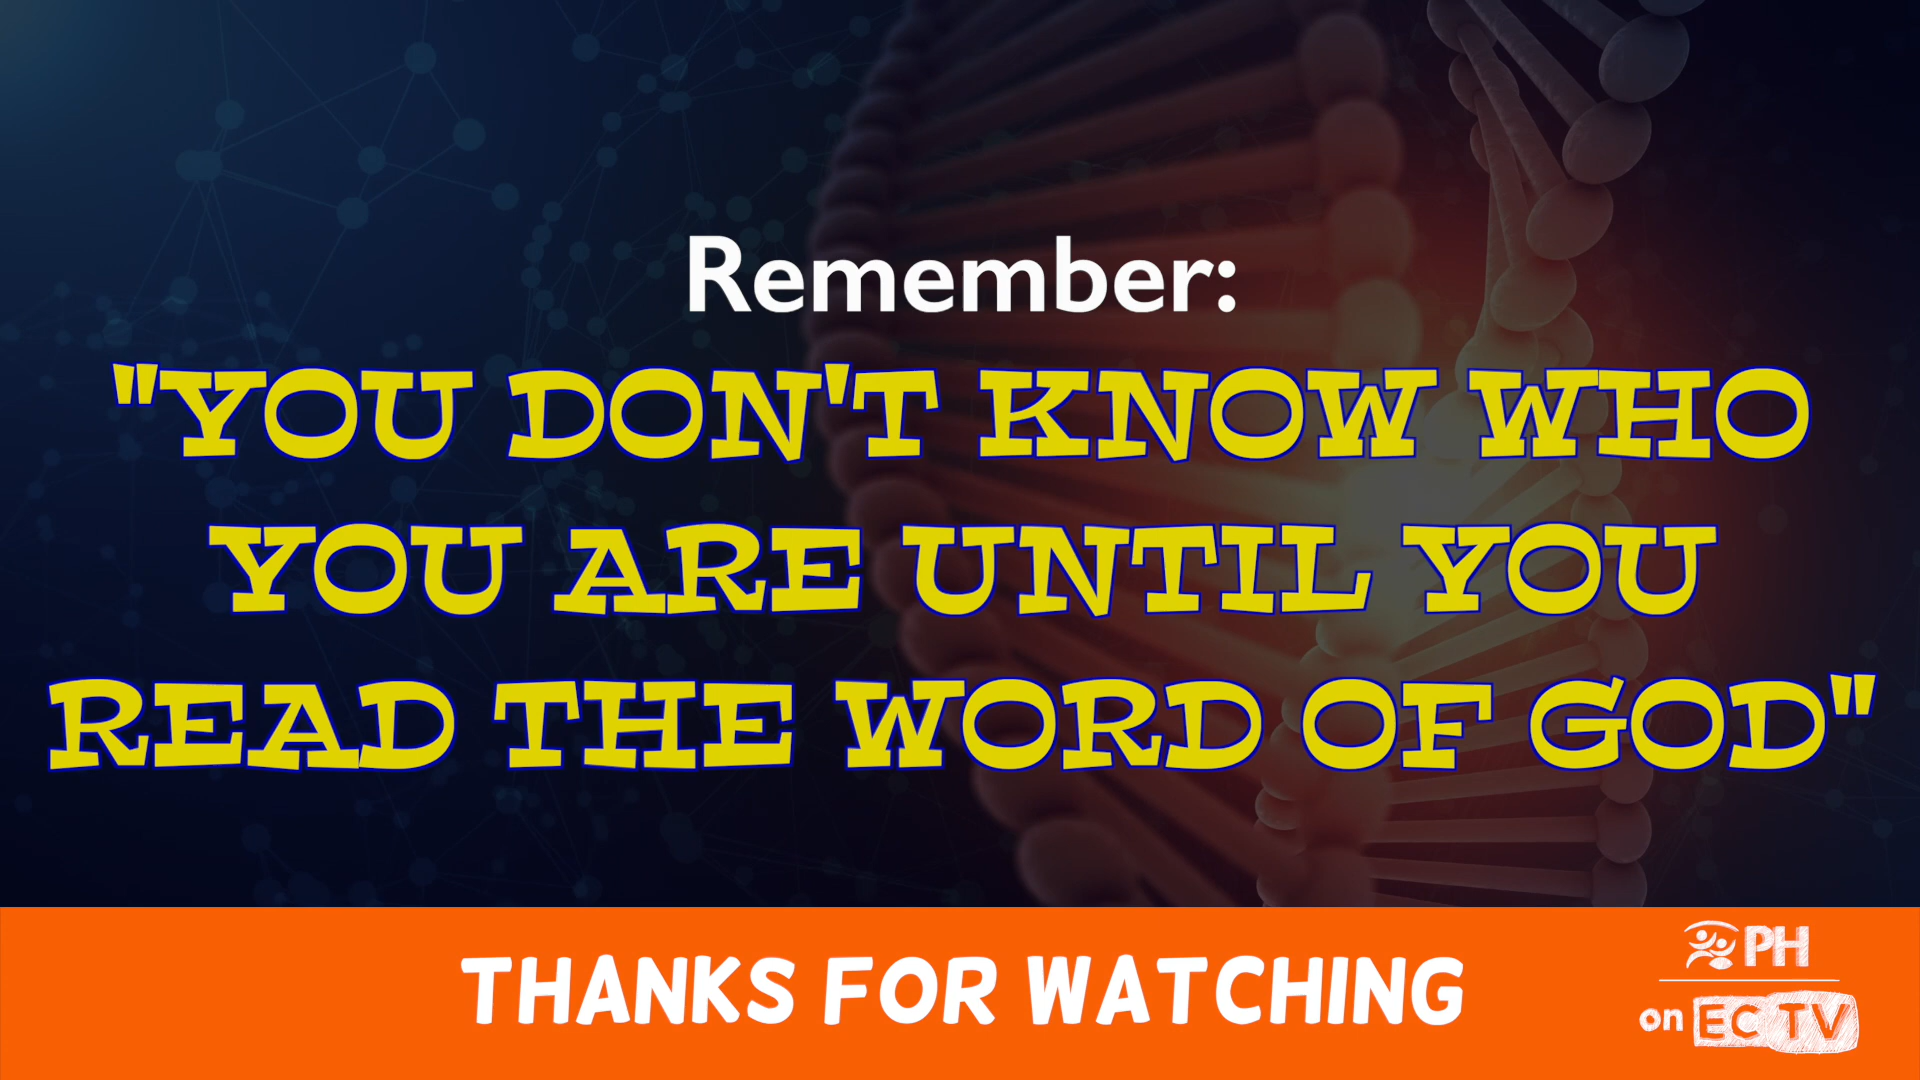 Remember:
"YOU DON'T KNOW WHO
YOU ARE UNTIL YOU
READ THE WORD OF GOD"
THANKS FOR WATCHING
PH
on EC TV